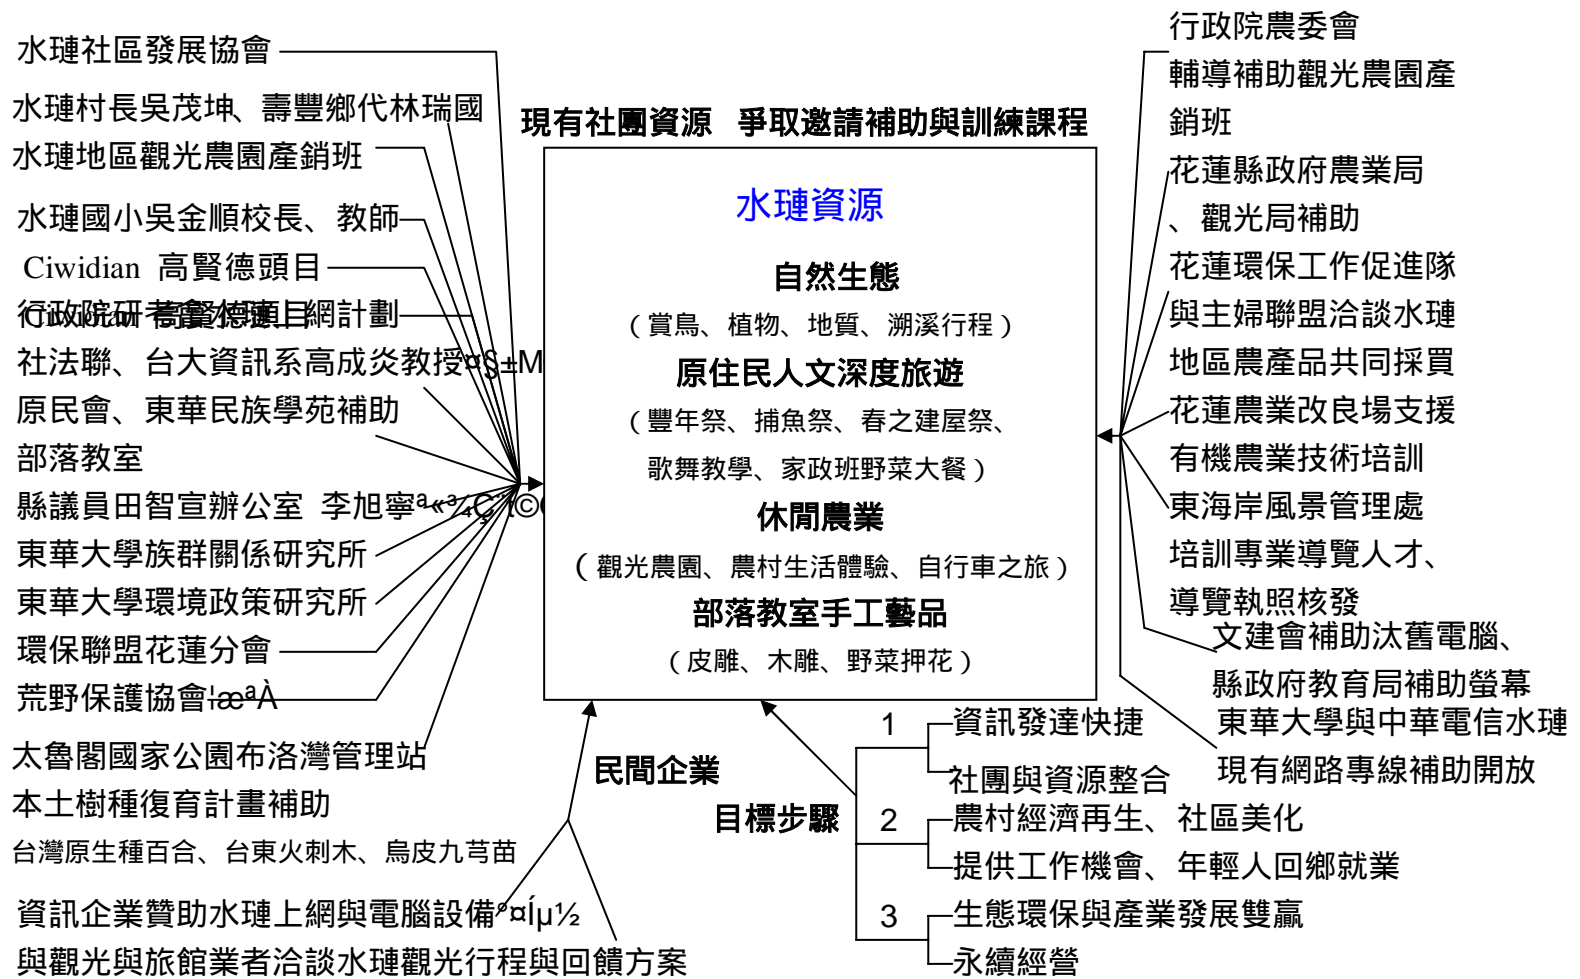 水璉社區發展協會
水璉村長吳茂坤、壽豐鄉代林瑞國
水璉地區觀光農園產銷班
水璉國小吳金順校長、教師
Ciwidian 高賢德頭目
行政院研考會水璉上網計劃
社法聯、台大資訊系高成炎教授¤§±M
原民會、東華民族學苑補助
部落教室
縣議員田智宣辦公室 李旭寧
東華大學族群關係研究所
東華大學環境政策研究所
環保聯盟花蓮分會
荒野保護協會¦æªÀ
太魯閣國家公園布洛灣管理站
本土樹種復育計畫補助
台灣原生種百合、台東火刺木、烏皮九芎苗
資訊企業贊助水璉上網與電腦設備
與觀光與旅館業者洽談水璉觀光行程與回饋方案
現有社團資源 爭取邀請補助與訓練課程
水璉資源
自然生態
（賞鳥、植物、地質、溯溪行程）
原住民人文深度旅遊
（豐年祭、捕魚祭、春之建屋祭、
歌舞教學、家政班野菜大餐）
休閒農業
（觀光農園、農村生活體驗、自行車之旅）
部落教室手工藝品
（皮雕、木雕、野菜押花）
民間企業
目標步驟
1
資訊發達快捷
社團與資源整合
2
農村經濟再生、社區美化
提供工作機會、年輕人回鄉就業
3
生態環保與產業發展雙贏
永續經營
行政院農委會
輔導補助觀光農園產
銷班
花蓮縣政府農業局
、觀光局補助
花蓮環保工作促進隊
與主婦聯盟洽談水璉
地區農產品共同採買
花蓮農業改良場支援
有機農業技術培訓
東海岸風景管理處
培訓專業導覽人才、
導覽執照核發
文建會補助汰舊電腦、
縣政府教育局補助螢幕
東華大學與中華電信水璉
現有網路專線補助開放